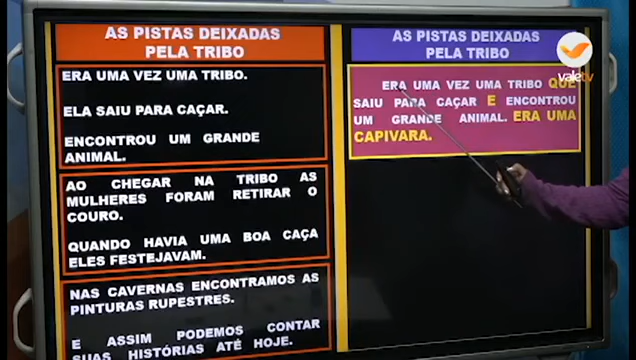 AS PISTAS DEIXADAS
PELA TRIBO
ERA UMA VEZ UMA TRIBO.
ELA SAIU PARA CAÇAR.
ENCONTROU UM GRANDE
ANIMAL.
AO CHEGAR NA TRIBO AS
MULHERES FORAM RETIRAR O
COURO.
QUANDO HAVIA UMA BOA CAÇA
ELES FESTEJAVAM.
NAS CAVERNAS ENCONTRAMOS AS
PINTURAS RUPESTRES.
E ASSIM PODEMOS CONTAR
SUAS HISTÓRIAS ATÉ HOJE.
AS PISTAS DEIXADAS
PELA TRIBO
ERA UMA VEZ UMA TRIBO QUE
SAIU PARA CAÇAR E ENCONTROU
UM GRANDE ANIMAL. ERA UMA
CAPIVARA.
valetv